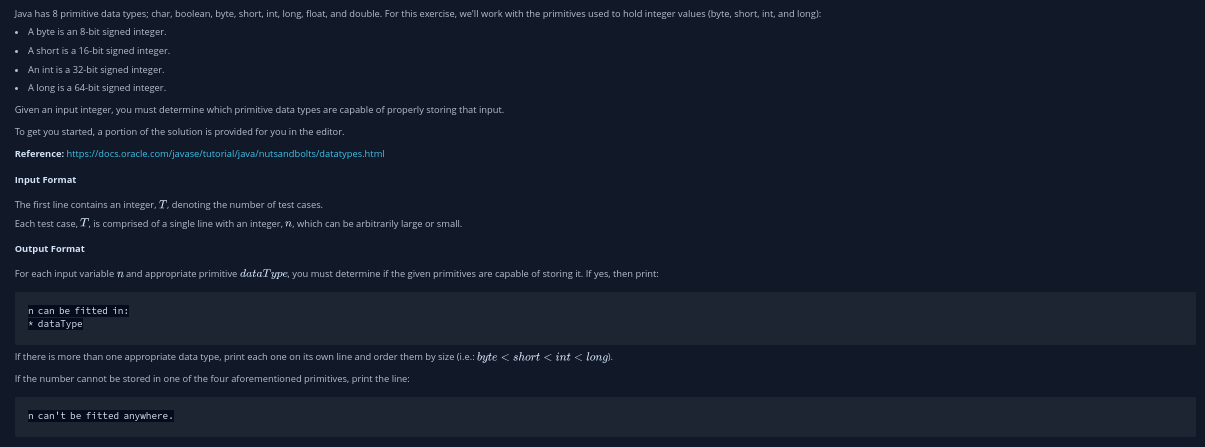 Java has 8 primitive data types; char, boolean, byte, short, int, long, float, and double. For this exercise, we'll work with the primitives used to hold integer values (byte, short, int, and long):
• A byte is an 8-bit signed integer.
• A short is a 16-bit signed integer.
• An int is a 32-bit signed integer.
• A long is a 64-bit signed integer.
Given an input integer, you must determine which primitive data types are capable of properly storing that input.
To get you started, a portion of the solution is provided for you in the editor.
Reference: https://docs.oracle.com/javase/tutorial/java/nutsandbolts/datatypes.html
Input Format
The first line contains an integer, T, denoting the number of test cases.
Each test case, T, is comprised of a single line with an integer, n, which can be arbitrarily large or small.
Output Format
For each input variable n and appropriate primitive dataType, you must determine if the given primitives are capable of storing it. If yes, then print:
n can be fitted in:
* dataType
If there is more than one appropriate data type, print each one on its own line and order them by size (i.e.: byte < short < int < long).
If the number cannot be stored in one of the four aforementioned primitives, print the line:
n can't be fitted anywhere.